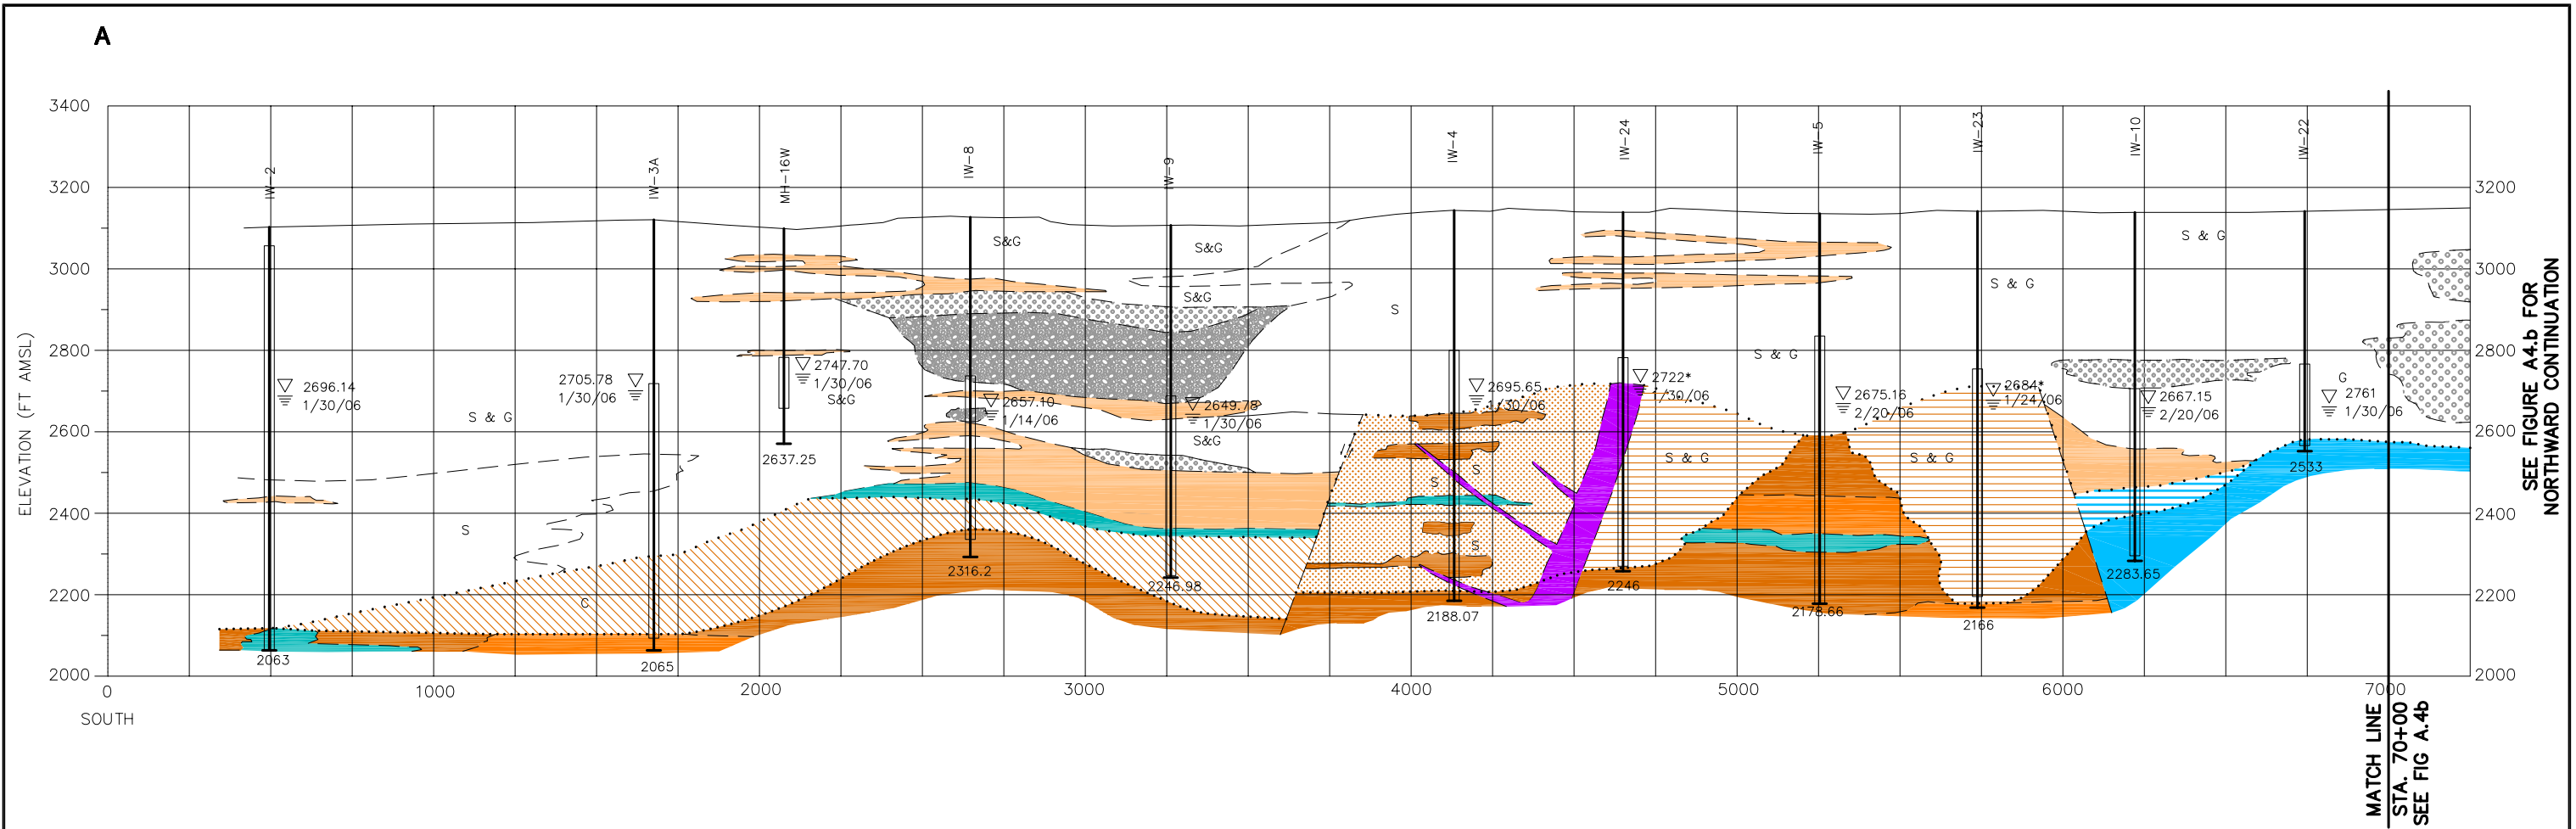 A
IW-2
IW-3A
MH-16W
IW-8
IW-9
IW-4
IW-24
IW-5
IW-23
IW-10
IW-22
ELEVATION (FT AMSL)
3400
3200
3000
2800
2600
2400
2200
2000
3200
3000
2800
2600
2400
2200
2000
S&G
S&G
S & G
S & G
S&G
S
S & G
2696.14
1/30/06
2705.78
1/30/06
2747.70
1/30/06
S&G
2657.10
1/14/06
2649.78
1/30/06
S&G
2695.65
1/30/06
2722*
1/30/06
S & G
2675.16
2/20/06
2684*
1/24/06
2667.15
2/20/06
G
2761
1/30/06
S & G
2637.25
S
S
S & G
S & G
2533
S
S
C
2316.2
2246.98
2188.07
2246
2178.66
2166
2283.65
2063
2065
0
1000
2000
3000
4000
5000
6000
7000
SOUTH
SEE FIGURE A4.b FOR
NORTHWARD CONTINUATION
MATCH LINE
STA. 70+00
SEE FIG A.4b